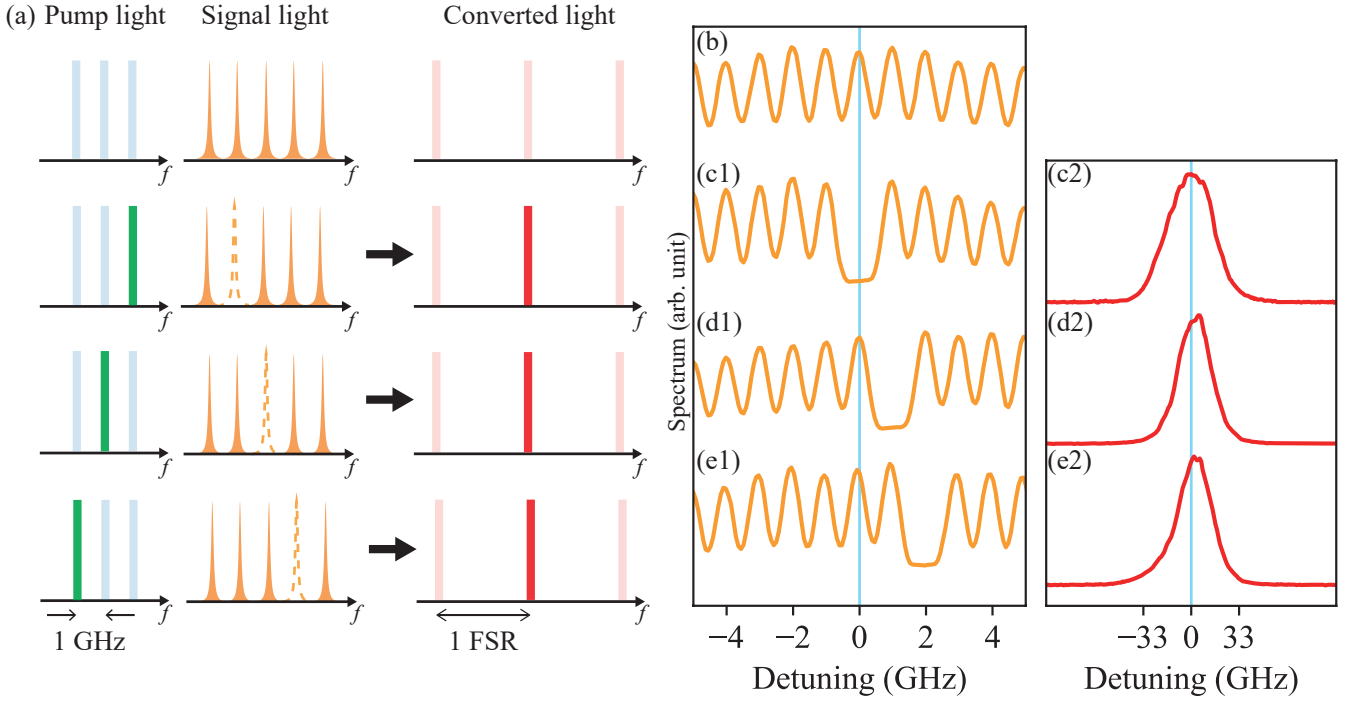 (a) Pump light Signal light Converted light
f f f
f f f
f f f
f f f
1 GHz 1 FSR
(b)
(c1)
(d1)
(e1)
Spectrum (arb. unit)
−4 −2 0 2 4
Detuning (GHz)
(c2)
(d2)
(e2)
−33 0 33
Detuning (GHz)